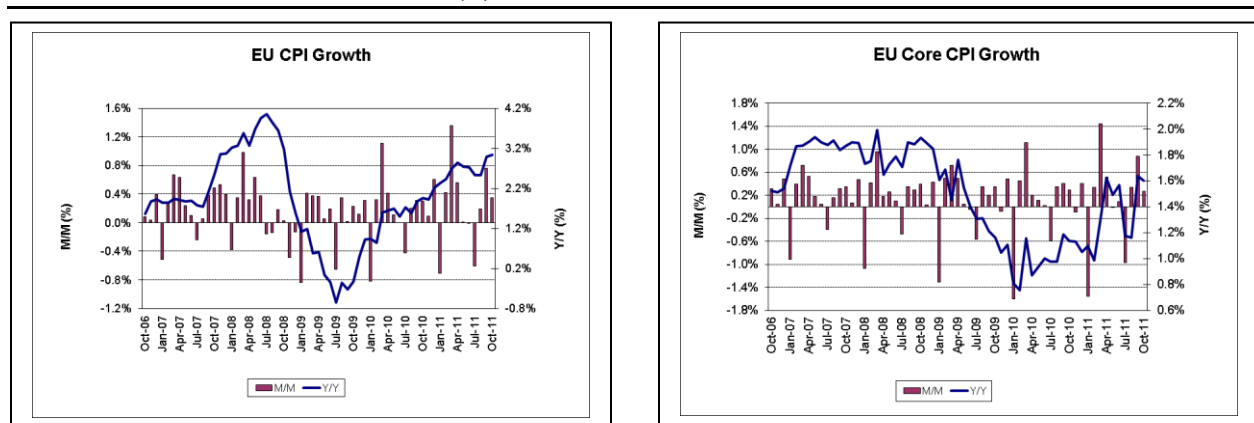 EU CPI Growth
1.6%
1.2%
0.8%
0.4%
0.0%
-0.4%
-0.8%
-1.2%
M/M (%)
4.2%
3.2%
2.2%
1.2%
0.2%
-0.8%
Y/Y (%)
Oct-06
Jan-07
Apr-07
Jul-07
Oct-07
Jan-08
Apr-08
Jul-08
Oct-08
Jan-09
Apr-09
Jul-09
Oct-09
Jan-10
Apr-10
Jul-10
Oct-10
Jan-11
Apr-11
Jul-11
Oct-11
M/M Y/Y
EU Core CPI Growth
1.8%
1.4%
1.0%
0.6%
0.2%
-0.2%
-0.6%
-1.0%
-1.4%
-1.8%
M/M (%)
2.2%
2.0%
1.8%
1.6%
1.4%
1.2%
1.0%
0.8%
0.6%
Y/Y (%)
Oct-06
Jan-07
Apr-07
Jul-07
Oct-07
Jan-08
Apr-08
Jul-08
Oct-08
Jan-09
Apr-09
Jul-09
Oct-09
Jan-10
Apr-10
Jul-10
Oct-10
Jan-11
Apr-11
Jul-11
Oct-11
M/M Y/Y